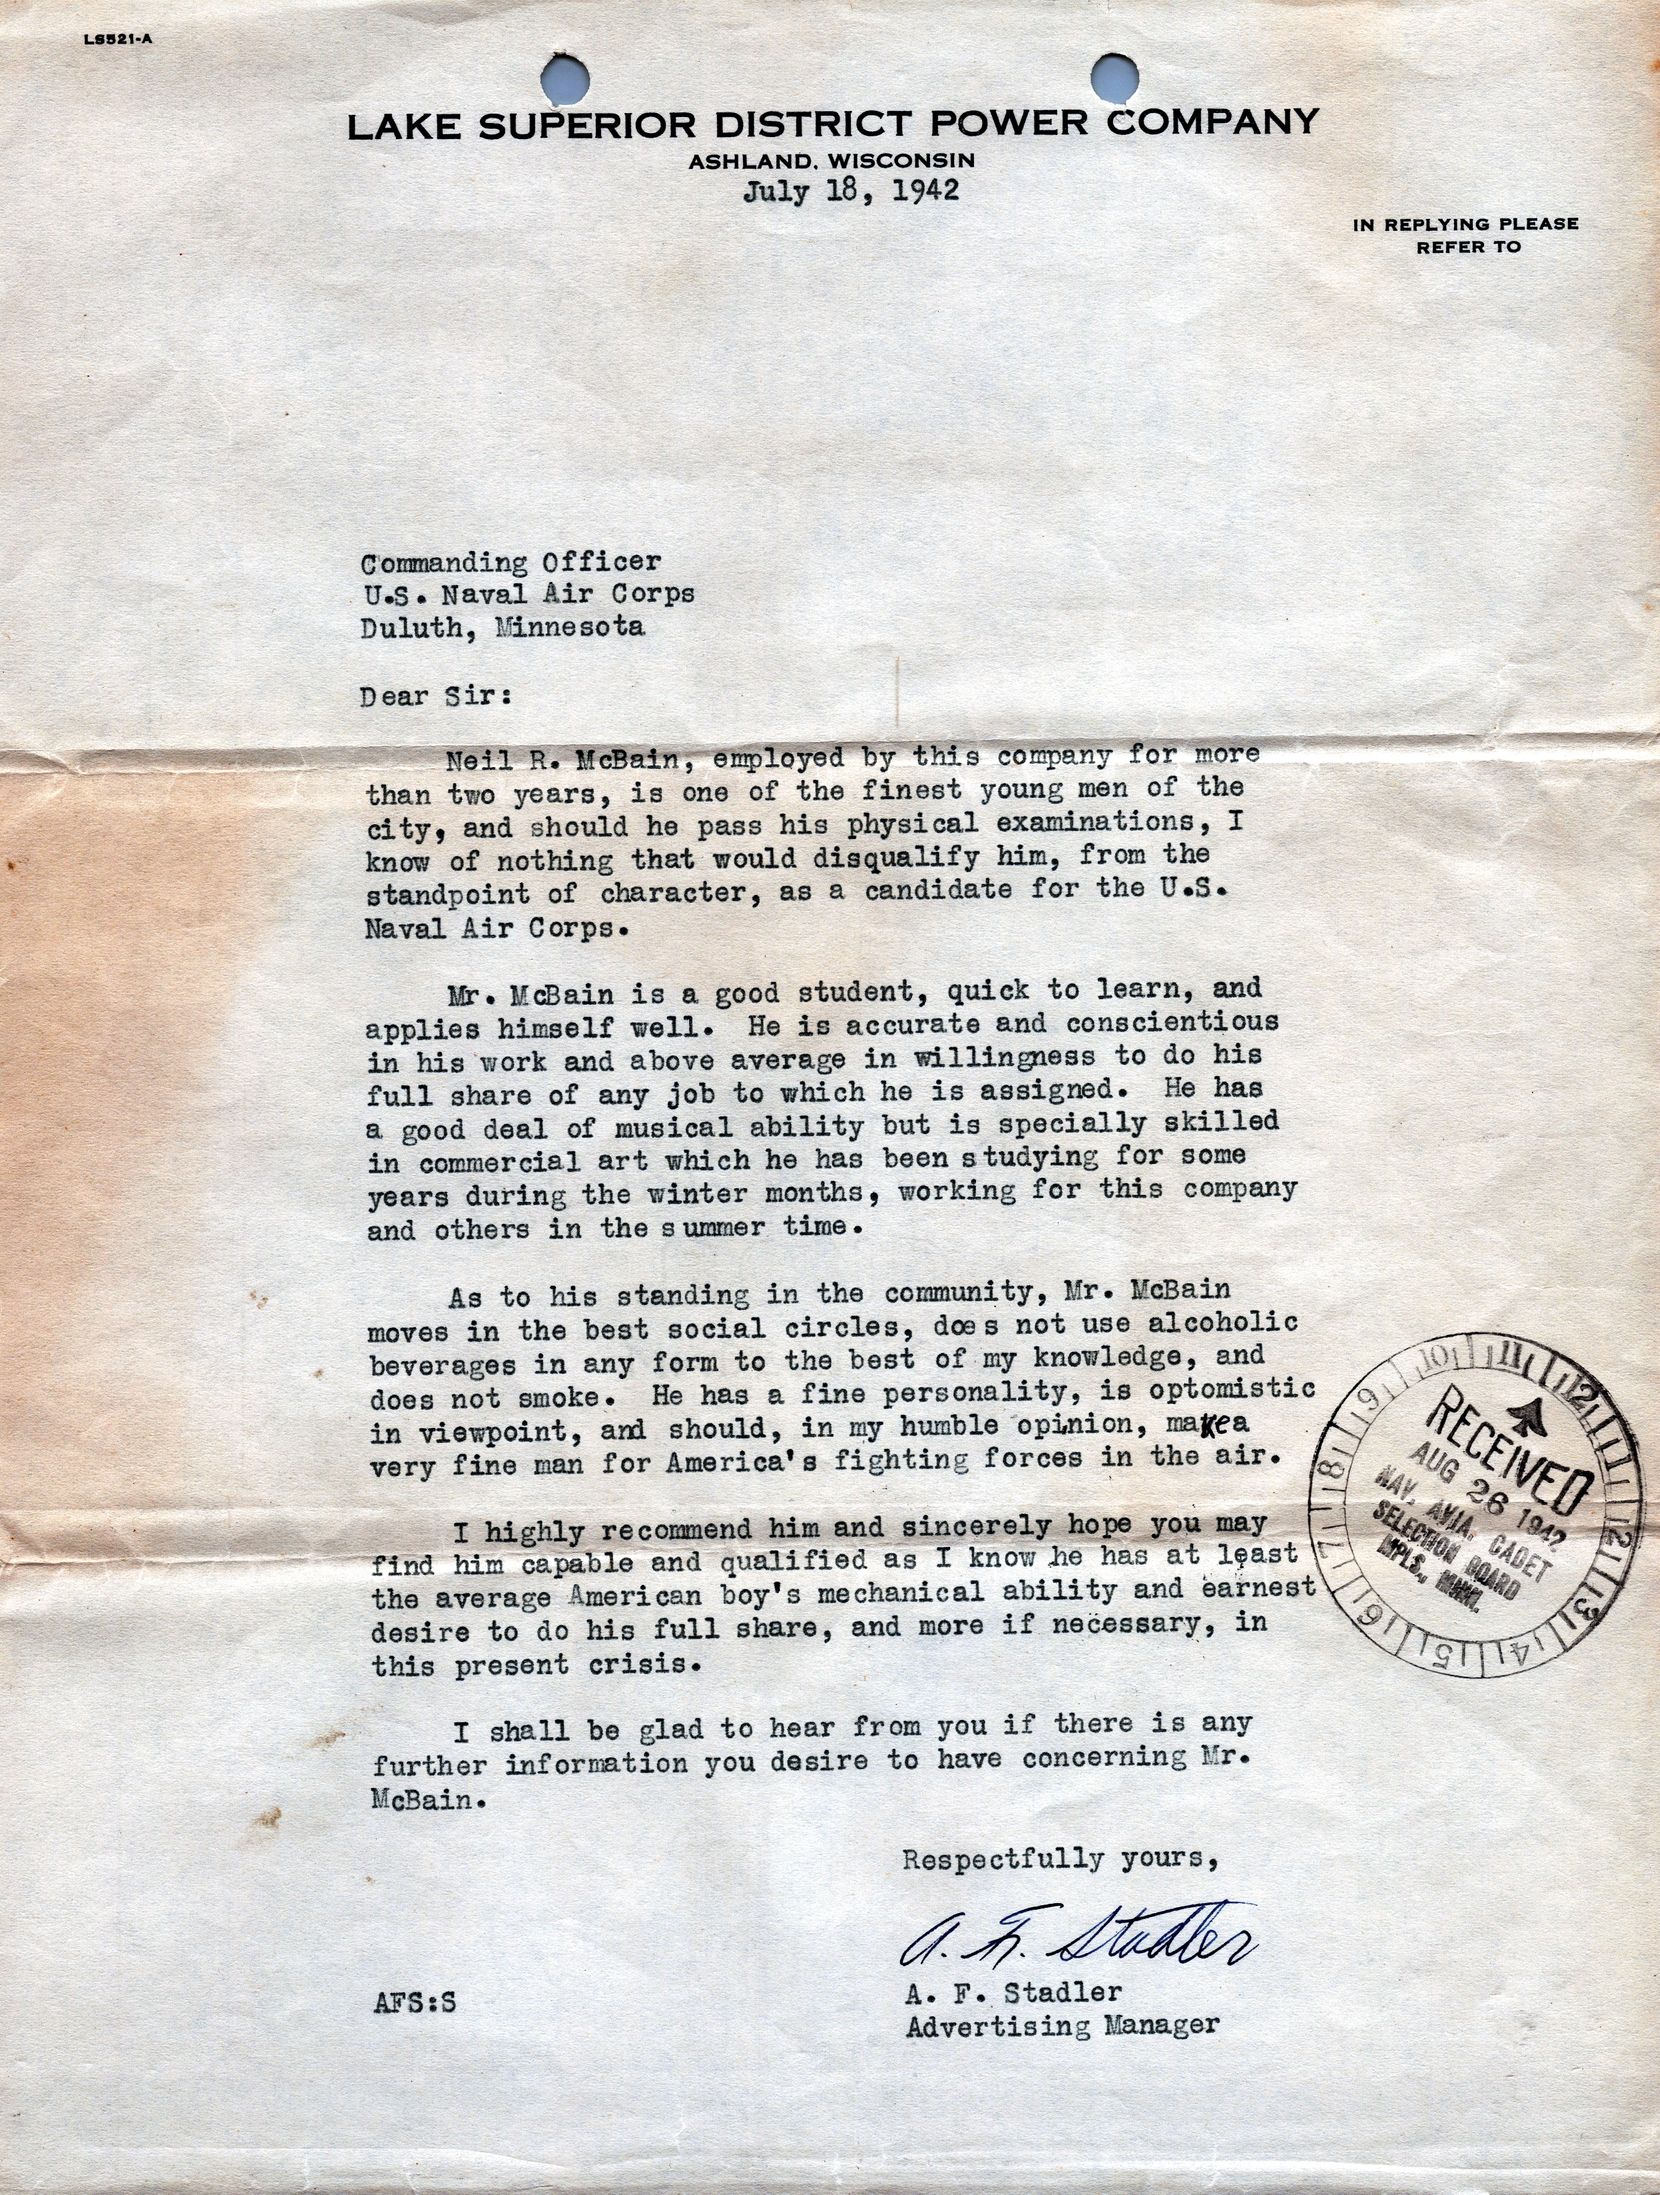 LS521-A
LAKE SUPERIOR DISTRICT POWER COMPANY
ASHLAND, WISCONSIN
July 18, 1942
IN REPLYING PLEASE
REFER TO
Commanding Officer
U.S. Naval Air Corps
Duluth, Minnesota
Dear Sir:
Neil R. McBain, employed by this company for more
than two years, is one of the finest young men of the
city, and should he pass his physical examinations, I
know of nothing that would disqualify him, from the
standpoint of character, as a candidate for the U.S.
Naval Air Corps.
Mr. McBain is a good student, quick to learn, and
applies himself well. He is accurate and conscientious
in his work and above average in willingness to do his
full share of any job to which he is assigned. He has
a good deal of musical ability but is specially skilled
in commercial art which he has been studying for some
years during the winter months, working for this company
and others in the summer time.
As to his standing in the community, Mr. McBain
moves in the best social circles, does not use alcoholic
beverages in any form to the best of my knowledge, and
does not smoke. He has a fine personality, is optomistic
in viewpoint, and should, in my humble opinion, make a
very fine man for America's fighting forces in the air.
I highly recommend him and sincerely hope you may
find him capable and qualified as I know he has at least
the average American boy's mechanical ability and earnest
desire to do his full share, and more if necessary, in
this present crisis.
I shall be glad to hear from you if there is any
further information you desire to have concerning Mr.
McBain.
Respectfully yours,
A. F. Stadler
A. F. Stadler
Advertising Manager
AFS:S
10 11 12 1 2 3 4 5 6 7 8 9
RECEIVED
AUG 26 1942
NAV. AVIA. CADET
SELECTION BOARD
MPLS., MINN.